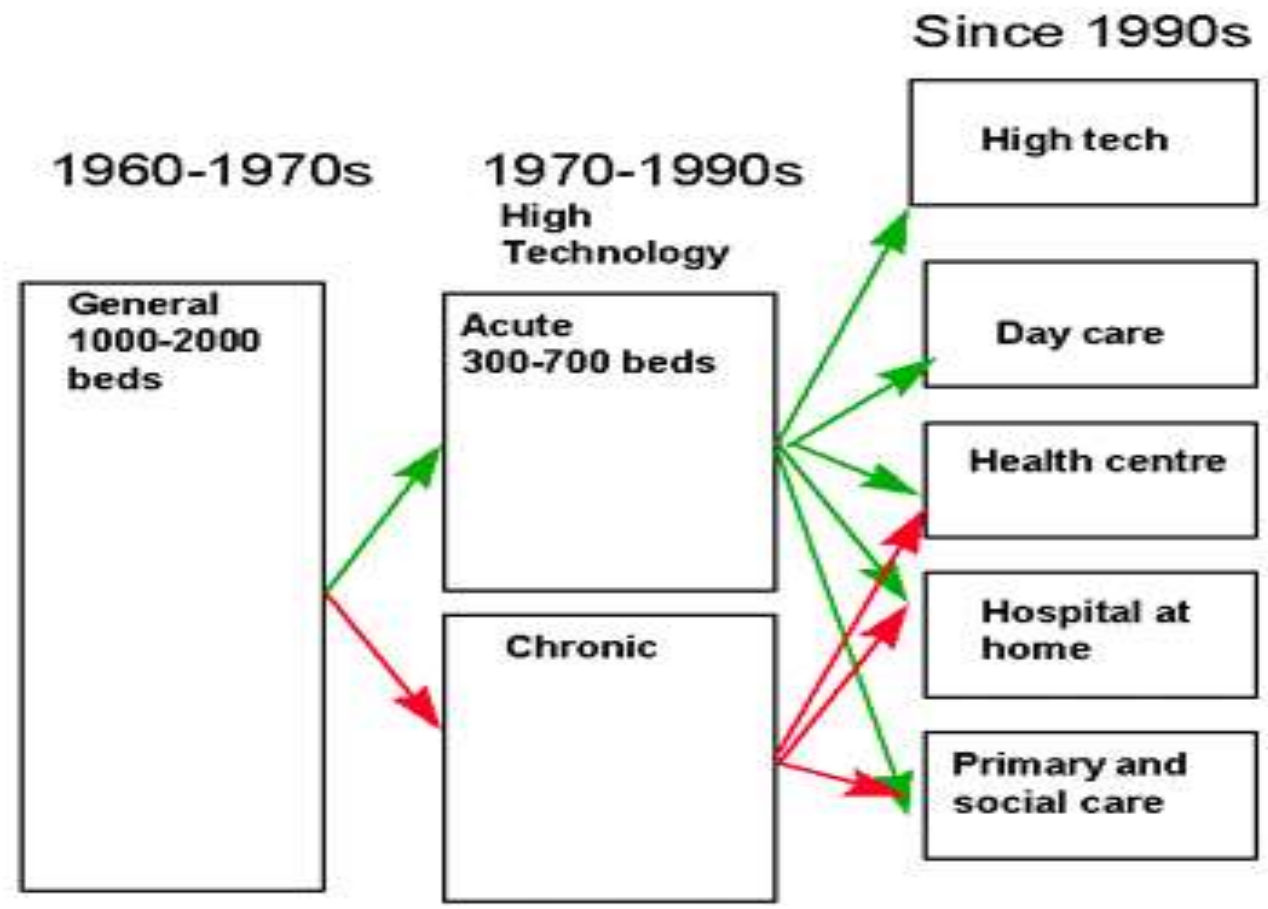 Since 1990s
1960-1970s
1970-1990s
High
Technology
General
1000-2000
beds
Acute
300-700 beds
Chronic
High tech
Day care
Health centre
Hospital at
home
Primary and
social care